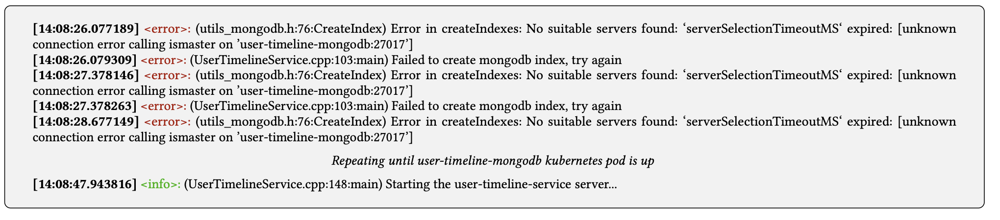 [14:08:26.077189] <error>: (utils_mongodb.h:76:CreateIndex) Error in createIndexes: No suitable servers found: ‘serverSelectionTimeoutMS‘ expired: [unknown
connection error calling ismaster on ’user-timeline-mongodb:27017’]
[14:08:26.079309] <error>: (UserTimelineService.cpp:103:main) Failed to create mongodb index, try again
[14:08:27.378146] <error>: (utils_mongodb.h:76:CreateIndex) Error in createIndexes: No suitable servers found: ‘serverSelectionTimeoutMS‘ expired: [unknown
connection error calling ismaster on ’user-timeline-mongodb:27017’]
[14:08:27.378263] <error>: (UserTimelineService.cpp:103:main) Failed to create mongodb index, try again
[14:08:28.677149] <error>: (utils_mongodb.h:76:CreateIndex) Error in createIndexes: No suitable servers found: ‘serverSelectionTimeoutMS‘ expired: [unknown
connection error calling ismaster on ’user-timeline-mongodb:27017’]
Repeating until user-timeline-mongodb kubernetes pod is up
[14:08:47.943816] <info>: (UserTimelineService.cpp:148:main) Starting the user-timeline-service server...